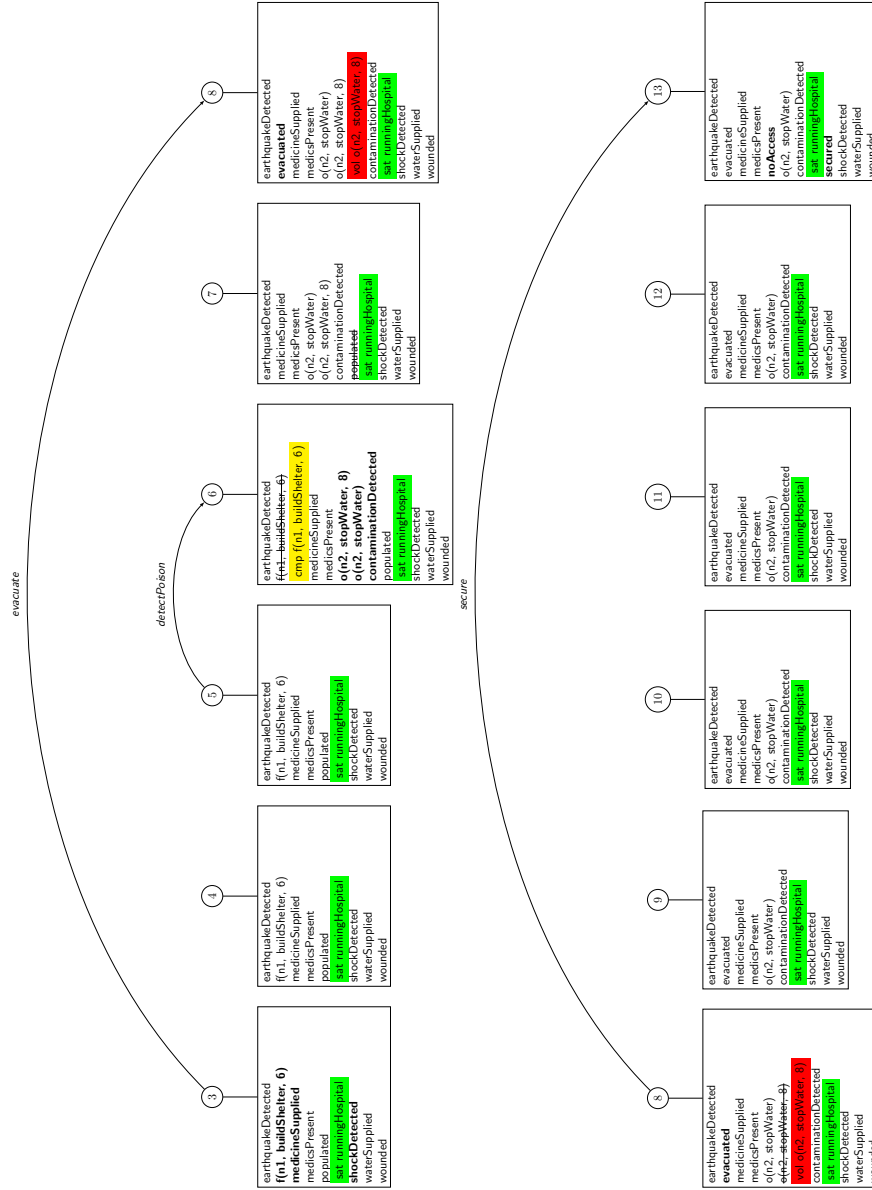 evacuate
detectPoison
3
earthquakeDetected
f(n1, buildShelter, 6)
medicineSupplied
medicsPresent
populated
sat runningHospital
shockDetected
waterSupplied
wounded
4
earthquakeDetected
f(n1, buildShelter, 6)
medicineSupplied
medicsPresent
populated
sat runningHospital
shockDetected
waterSupplied
wounded
5
earthquakeDetected
f(n1, buildShelter, 6)
medicineSupplied
medicsPresent
populated
sat runningHospital
shockDetected
waterSupplied
wounded
6
earthquakeDetected
f(n1, buildShelter, 6)
cmp f(n1, buildShelter, 6)
medicineSupplied
medicsPresent
o(n2, stopWater, 8)
o(n2, stopWater)
contaminationDetected
populated
sat runningHospital
shockDetected
waterSupplied
wounded
7
earthquakeDetected
medicineSupplied
medicsPresent
o(n2, stopWater)
o(n2, stopWater, 8)
contaminationDetected
populated
sat runningHospital
shockDetected
waterSupplied
wounded
8
earthquakeDetected
evacuated
medicineSupplied
medicsPresent
o(n2, stopWater)
o(n2, stopWater, 8)
vol o(n2, stopWater, 8)
contaminationDetected
sat runningHospital
shockDetected
waterSupplied
wounded
secure
8
earthquakeDetected
evacuated
medicineSupplied
medicsPresent
o(n2, stopWater)
o(n2, stopWater, 8)
vol o(n2, stopWater, 8)
contaminationDetected
sat runningHospital
shockDetected
waterSupplied
wounded
9
earthquakeDetected
evacuated
medicineSupplied
medicsPresent
o(n2, stopWater)
contaminationDetected
sat runningHospital
shockDetected
waterSupplied
wounded
10
earthquakeDetected
evacuated
medicineSupplied
medicsPresent
o(n2, stopWater)
contaminationDetected
sat runningHospital
shockDetected
waterSupplied
wounded
11
earthquakeDetected
evacuated
medicineSupplied
medicsPresent
o(n2, stopWater)
contaminationDetected
sat runningHospital
shockDetected
waterSupplied
wounded
12
earthquakeDetected
evacuated
medicineSupplied
medicsPresent
o(n2, stopWater)
contaminationDetected
sat runningHospital
shockDetected
waterSupplied
wounded
13
earthquakeDetected
evacuated
medicineSupplied
medicsPresent
noAccess
o(n2, stopWater)
contaminationDetected
sat runningHospital
secured
shockDetected
waterSupplied
wounded